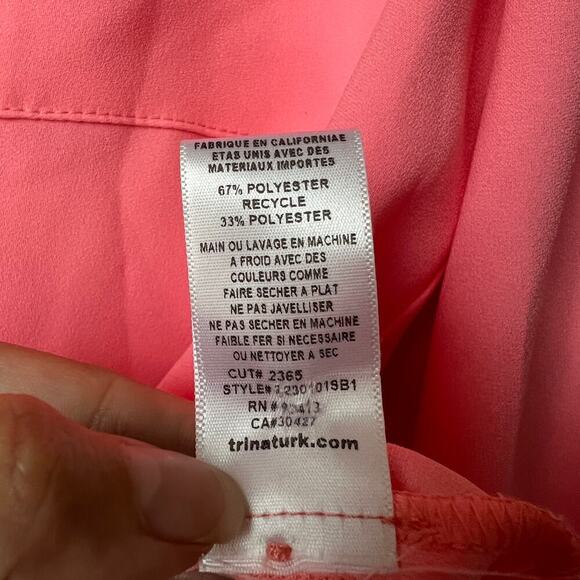 FABRIQUE EN CALIFORNIAE
ETAS UNIS AVEC DES
MATERIAUX IMPORTES
67% POLYESTER
RECYCLE
33% POLYESTER
MAIN OU LAVAGE EN MACHINE
A FROID AVEC DES
COULEURS COMME
FAIRE SECHER A PLAT
NE PAS JAVELLISER
NE PAS SECHER EN MACHINE
FAIBLE FER SI NECESSAIRE
OU NETTOYER A SEC
CUT# 2365
STYLE#
RN#
CA#30427
trinaturk.com